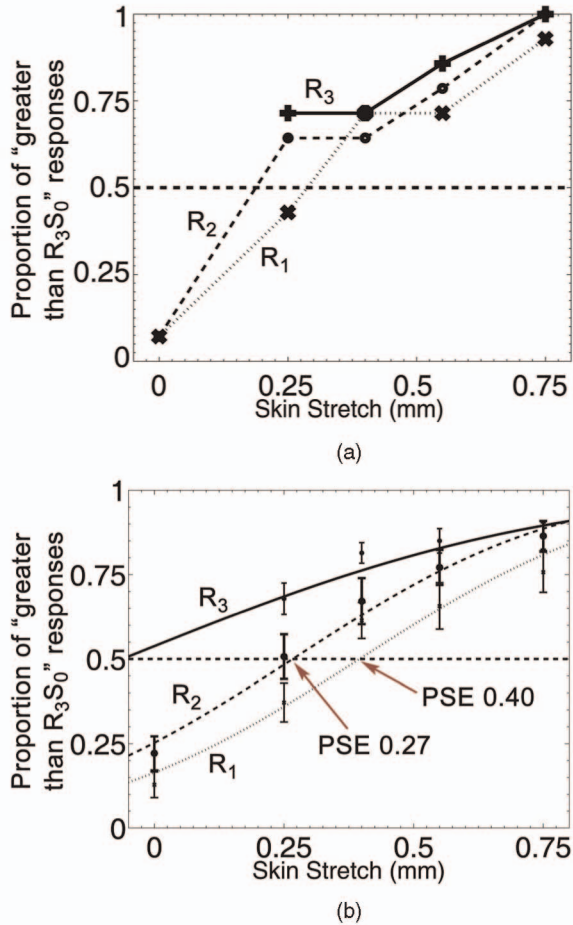 1
0.75
0.5
0.25
0
Proportion of "greater
than R3S0" responses
R3
R2
R1
0
0.25
0.5
0.75
Skin Stretch (mm)
(a)
1
0.75
0.5
0.25
0
Proportion of "greater
than R3S0" responses
R3
R2
R1
PSE 0.40
PSE 0.27
0
0.25
0.5
0.75
Skin Stretch (mm)
(b)